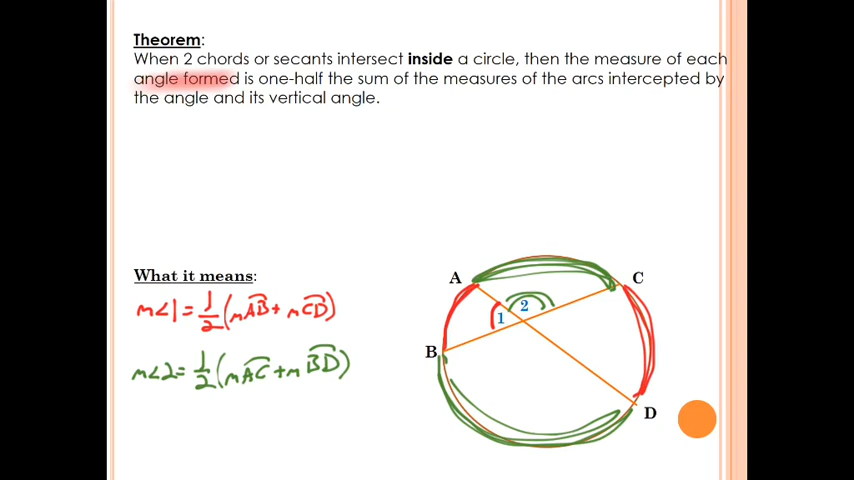 Theorem:
When 2 chords or secants intersect inside a circle, then the measure of each
angle formed is one-half the sum of the measures of the arcs intercepted by
the angle and its vertical angle.
What it means:
m∠1 = 1/2 (mAB̑ + mCD̑)
m∠2 = 1/2 (mAC̑ + mBD̑)
A
C
2
1
B
D